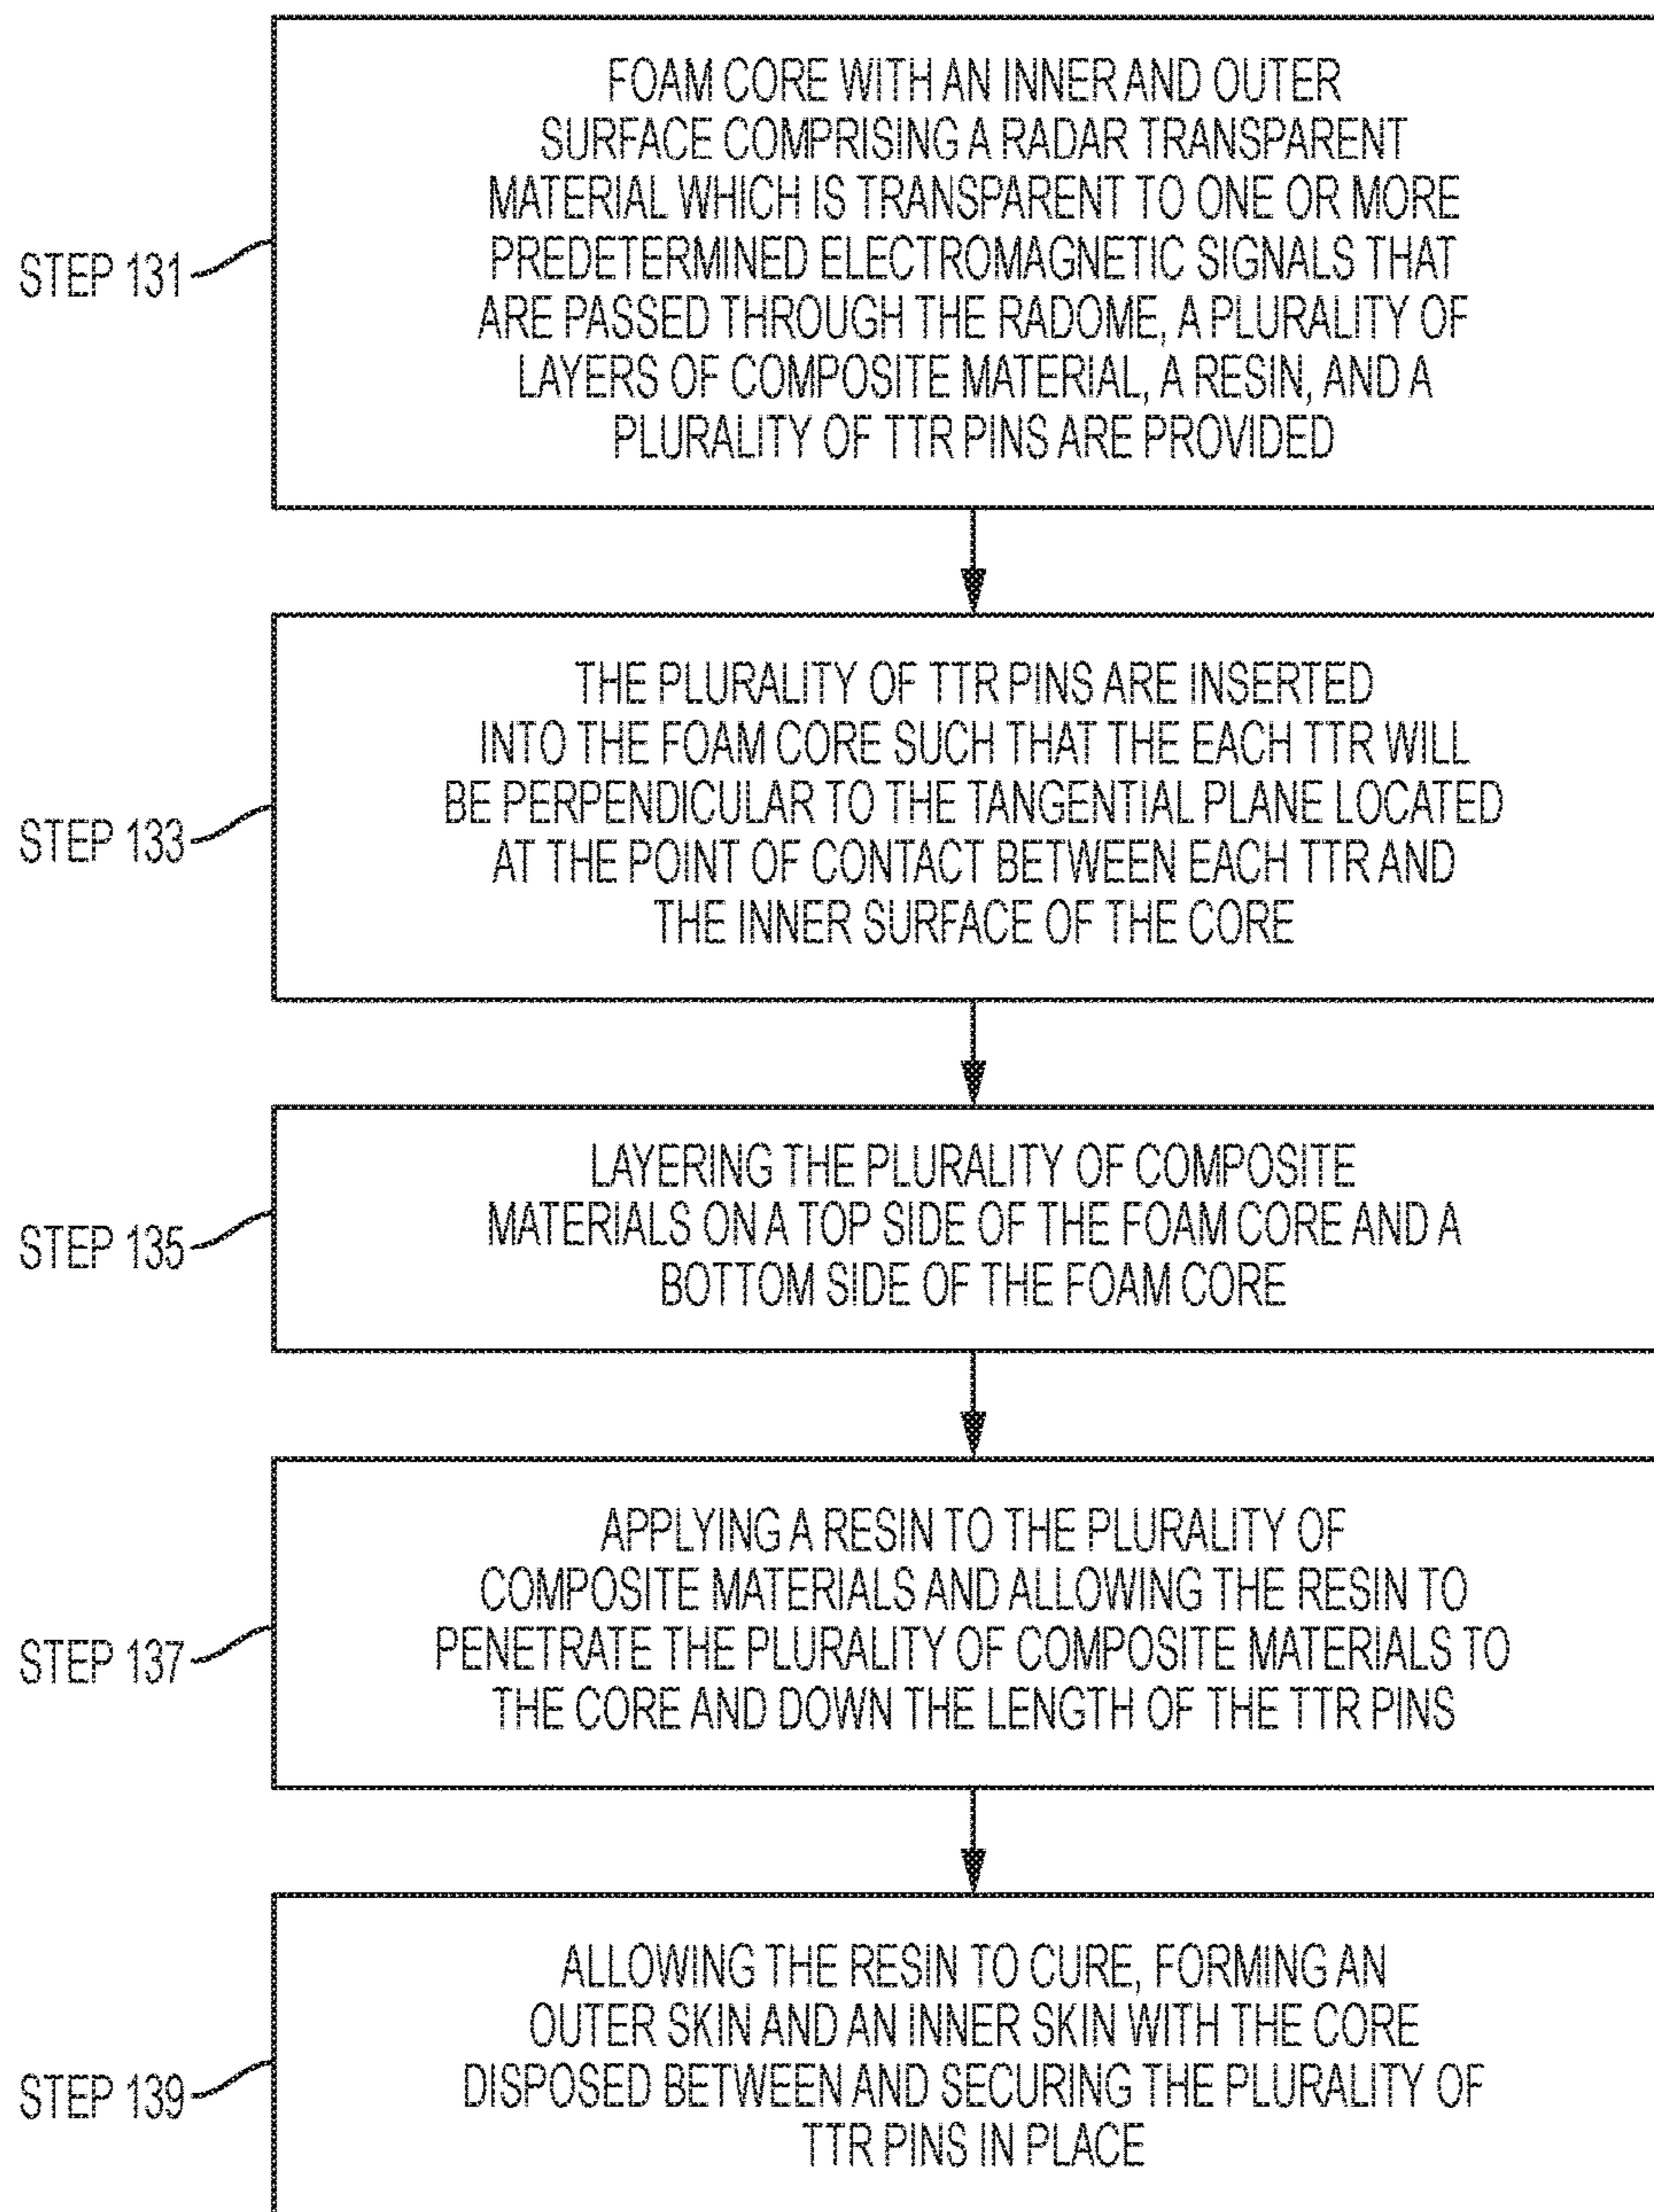 FOAM CORE WITH AN INNER AND OUTER
SURFACE COMPRISING A RADAR TRANSPARENT
MATERIAL WHICH IS TRANSPARENT TO ONE OR MORE
PREDETERMINED ELECTROMAGNETIC SIGNALS THAT
ARE PASSED THROUGH THE RADOME, A PLURALITY OF
LAYERS OF COMPOSITE MATERIAL, A RESIN, AND A
PLURALITY OF TTR PINS ARE PROVIDED
STEP 131
THE PLURALITY OF TTR PINS ARE INSERTED
INTO THE FOAM CORE SUCH THAT THE EACH TTR WILL
BE PERPENDICULAR TO THE TANGENTIAL PLANE LOCATED
AT THE POINT OF CONTACT BETWEEN EACH TTR AND
THE INNER SURFACE OF THE CORE
STEP 133
LAYERING THE PLURALITY OF COMPOSITE
MATERIALS ON A TOP SIDE OF THE FOAM CORE AND A
BOTTOM SIDE OF THE FOAM CORE
STEP 135
APPLYING A RESIN TO THE PLURALITY OF
COMPOSITE MATERIALS AND ALLOWING THE RESIN TO
PENETRATE THE PLURALITY OF COMPOSITE MATERIALS TO
THE CORE AND DOWN THE LENGTH OF THE TTR PINS
STEP 137
ALLOWING THE RESIN TO CURE, FORMING AN
OUTER SKIN AND AN INNER SKIN WITH THE CORE
DISPOSED BETWEEN AND SECURING THE PLURALITY OF
TTR PINS IN PLACE
STEP 139